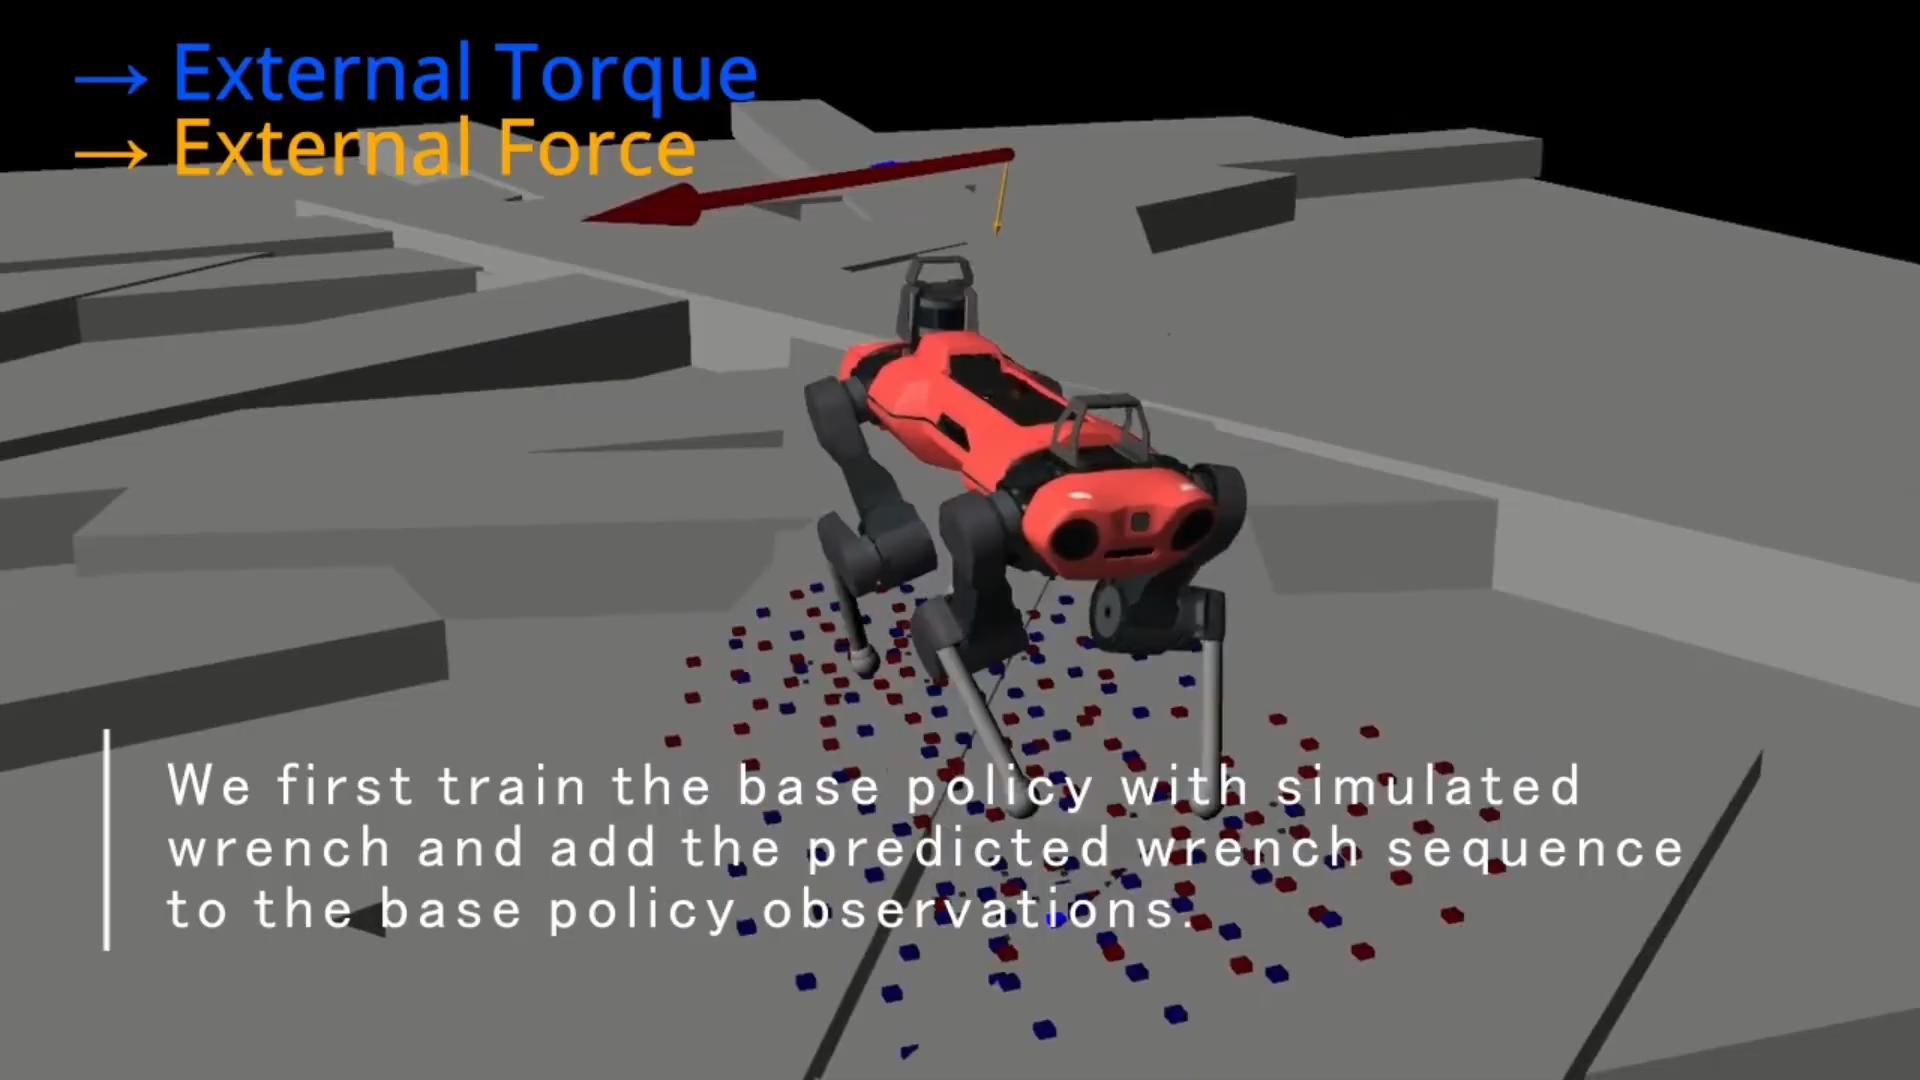 → External Torque
→ External Force
We first train the base policy with simulated
wrench and add the predicted wrench sequence
to the base policy observations.